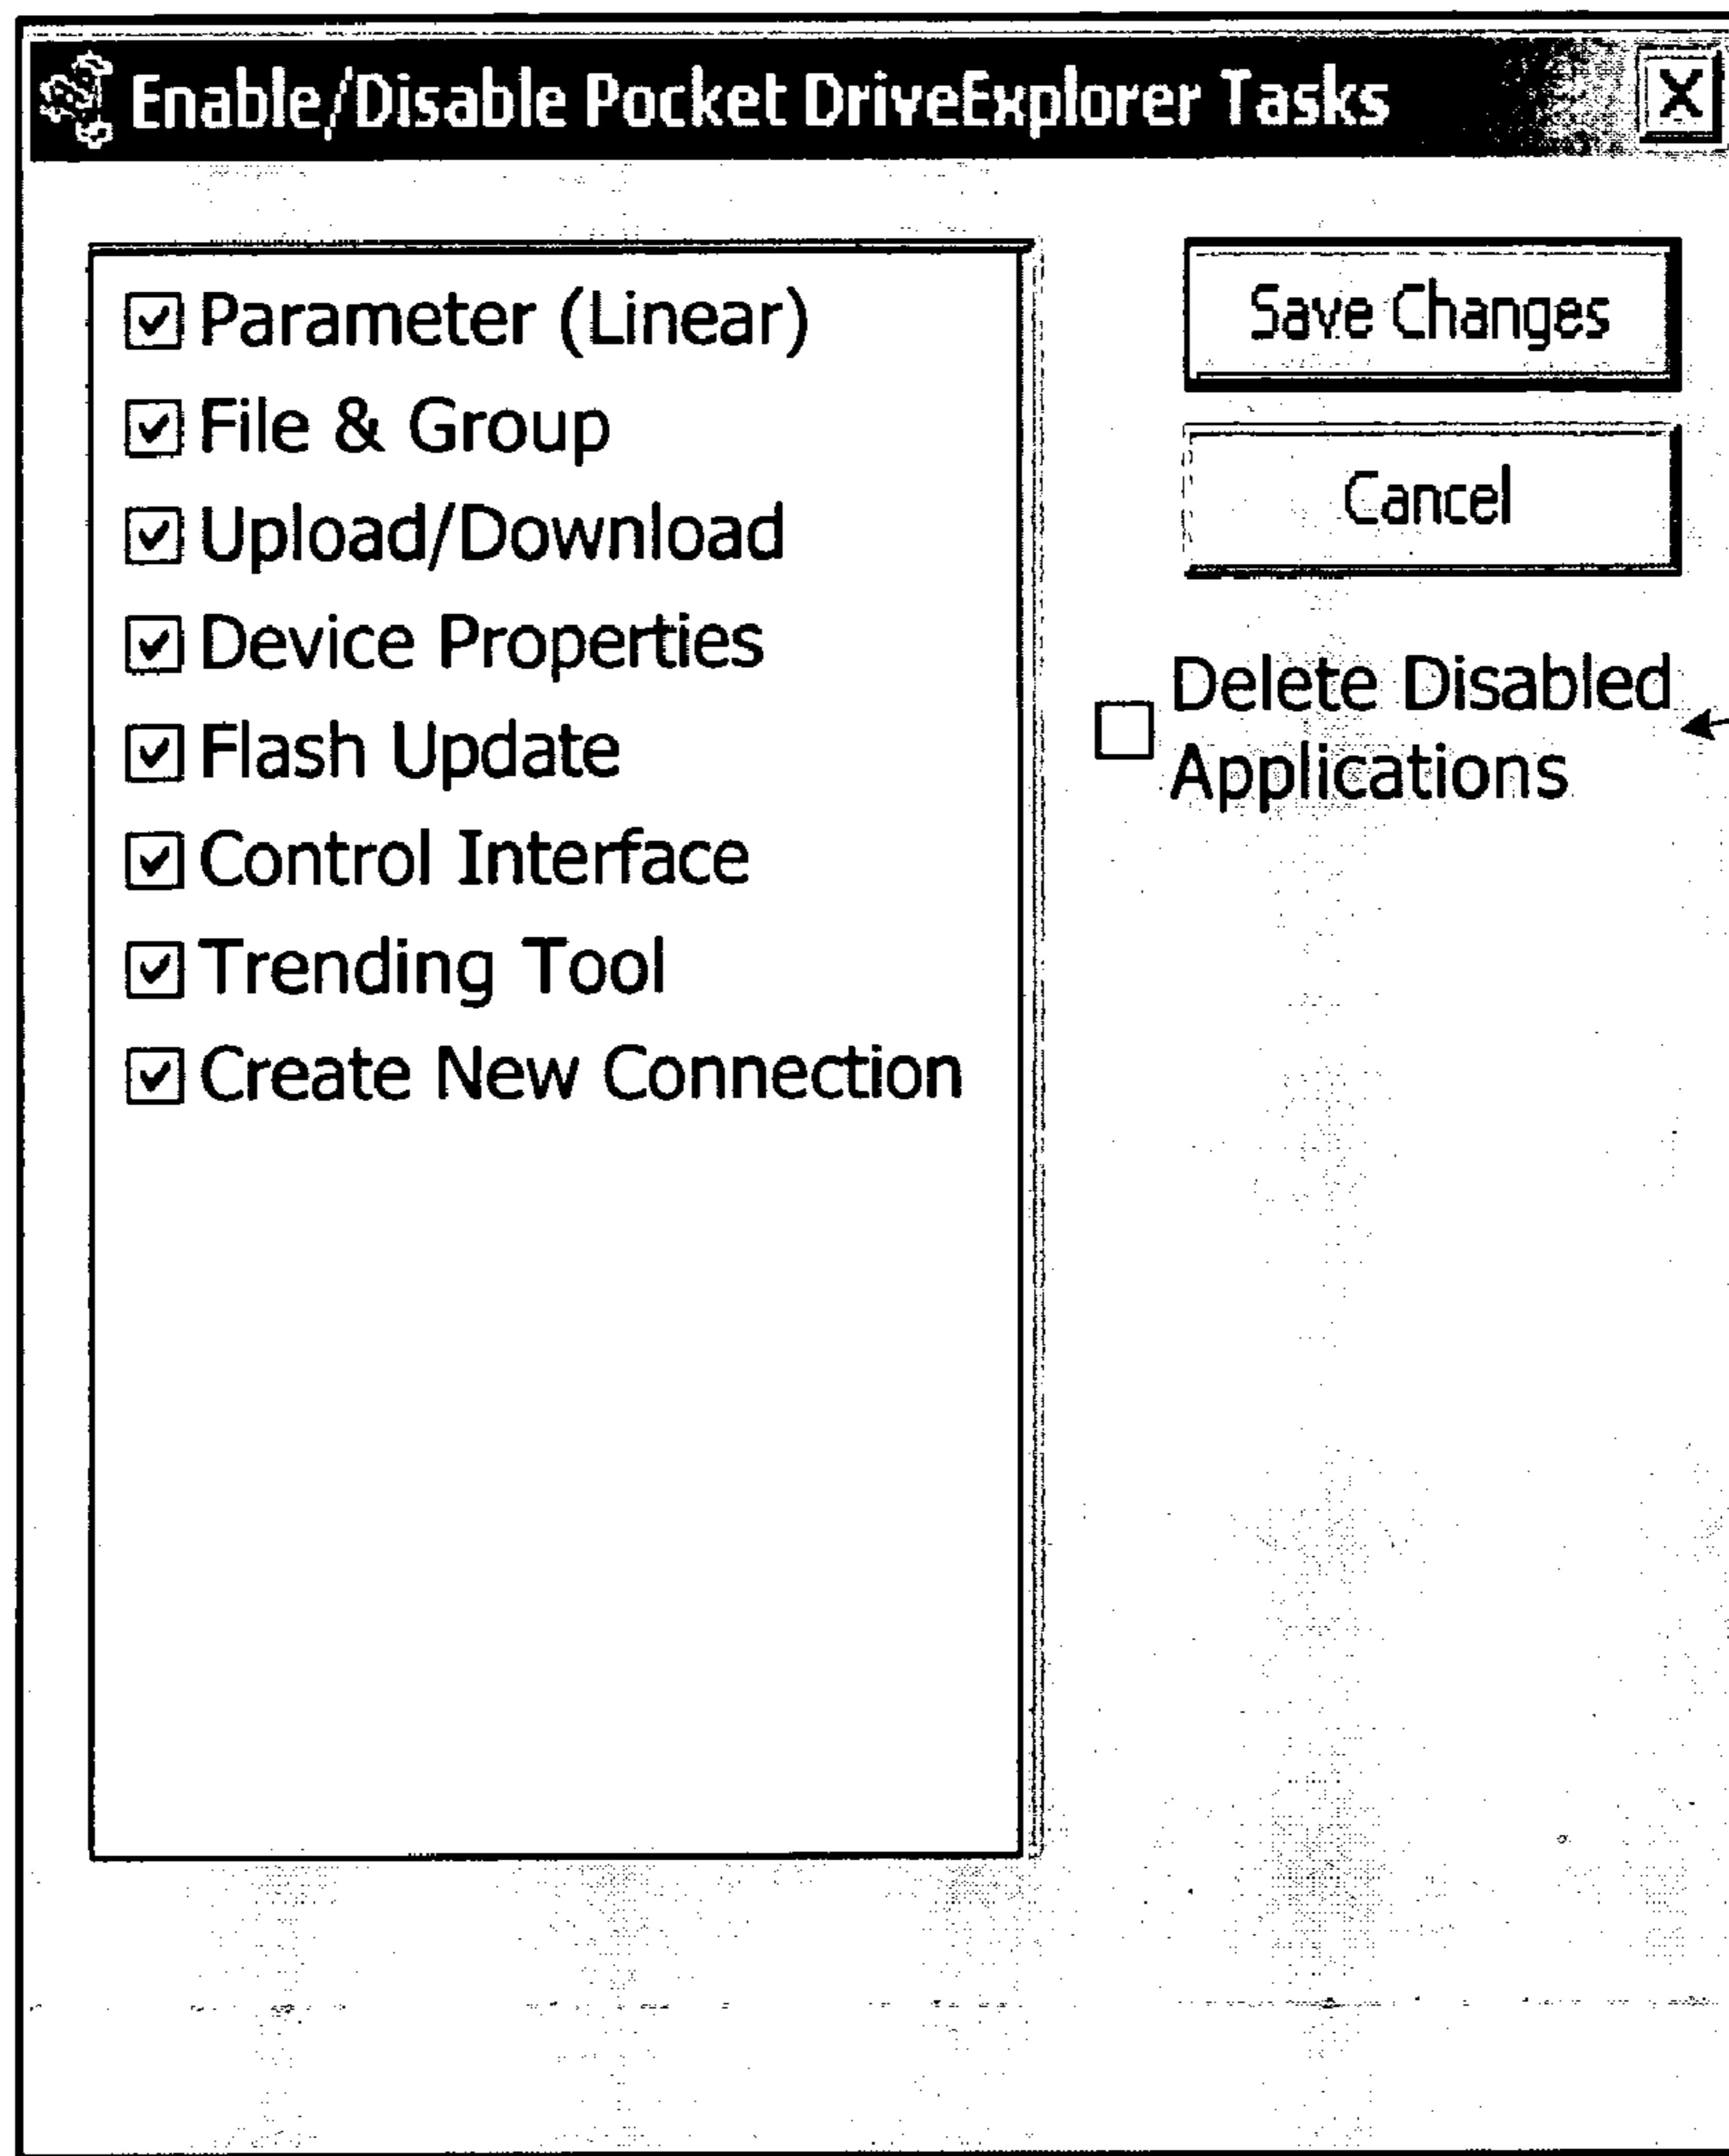 Enable/Disable Pocket DriveExplorer Tasks
Parameter (Linear)
File & Group
Upload/Download
Device Properties
Flash Update
Control Interface
Trending Tool
Create New Connection
Save Changes
Cancel
Delete Disabled
Applications